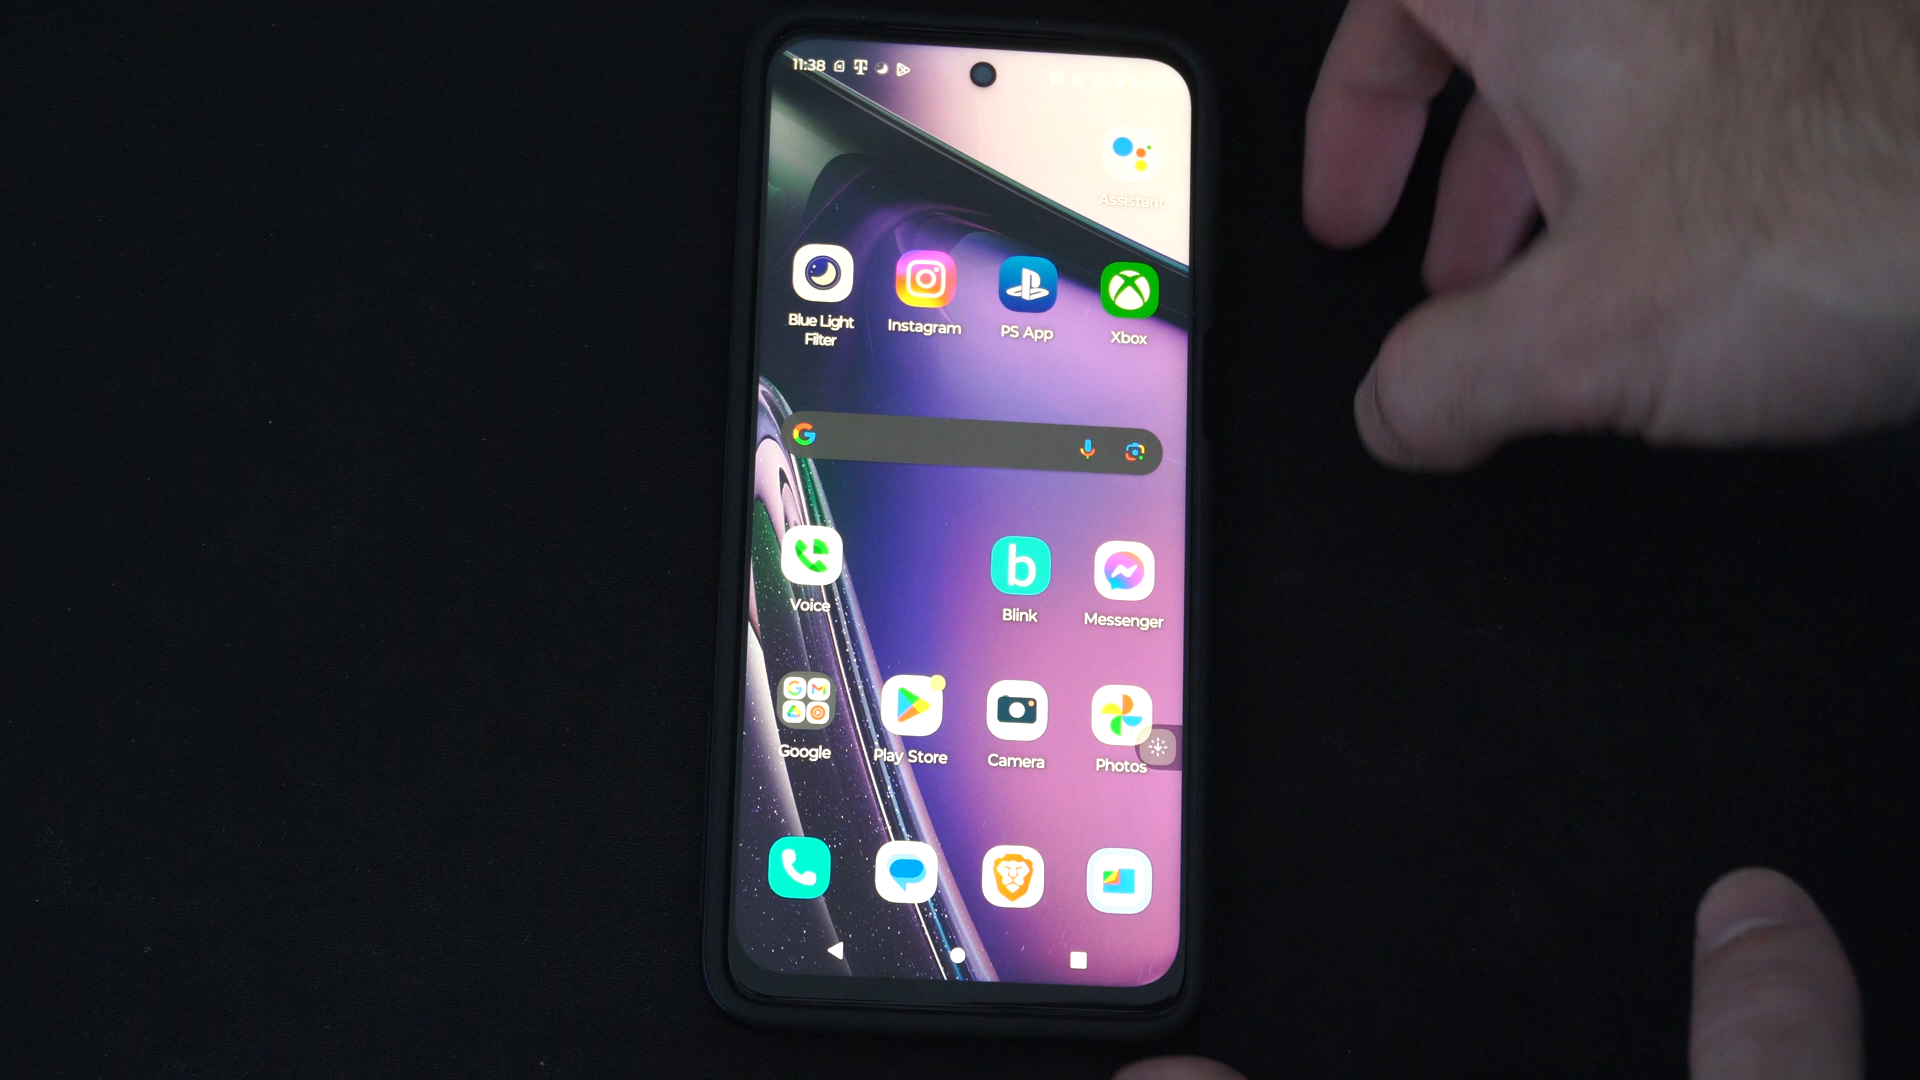 11:38
Assistant
Blue Light
Filter
Instagram
PS App
Xbox
Voice
b
Blink
Messenger
Google
Play Store
Camera
Photos